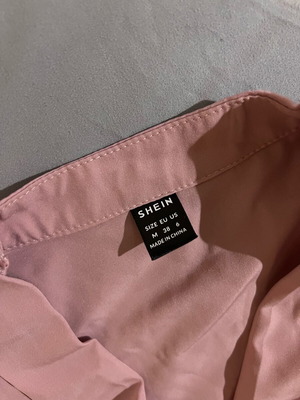 SHEIN
SIZE EU US
M 38 6
MADE IN CHINA